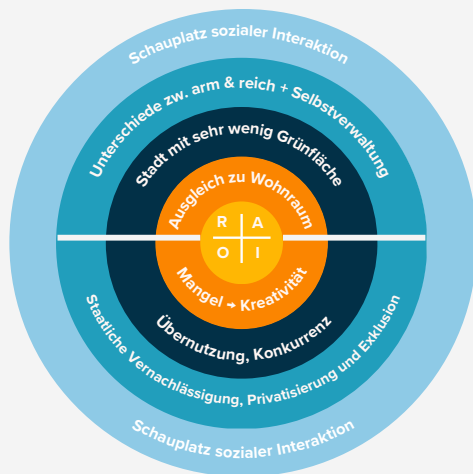 Schauplatz sozialer Interaktion
Unterschiede zw. arm & reich + Selbstverwaltung
Stadt mit sehr wenig Grünfläche
Ausgleich zu Wohnraum
R A
O I
Mangel → Kreativität
Übernutzung, Konkurrenz
Staatliche Vernachlässigung, Privatisierung und Exklusion
Schauplatz sozialer Interaktion